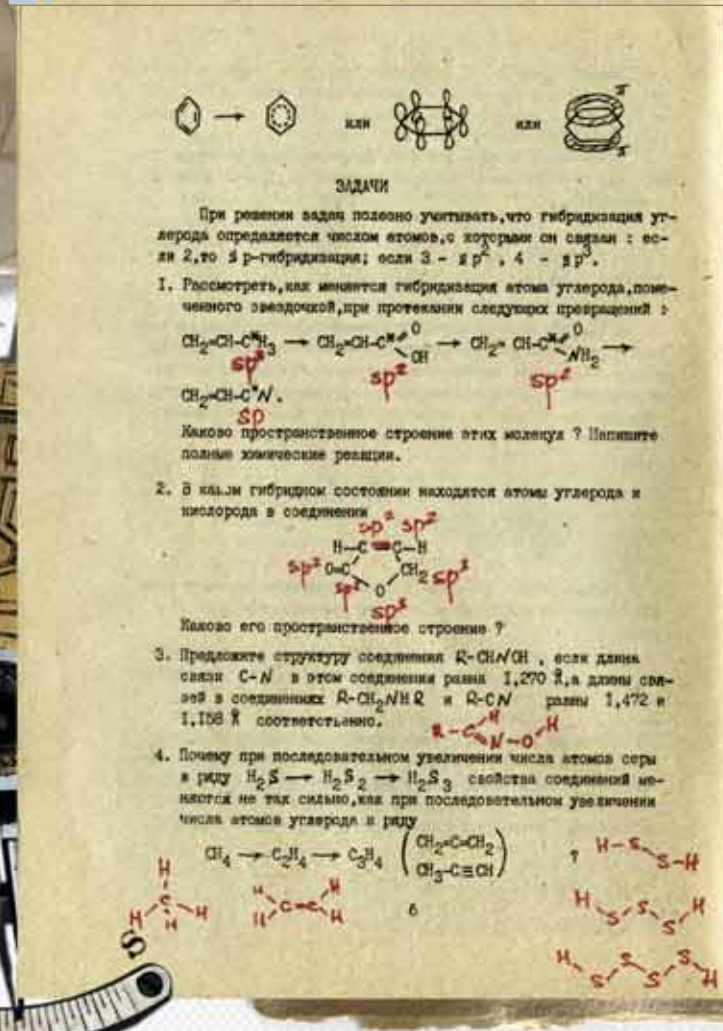 или
или
ЗАДАЧИ
При решении задач полезно учитывать,что гибридизация уг-
лерода определяется числом атомов,с которыми он связан : ес-
ли 2,то sp-гибридизация; если 3 - sp², 4 - sp³.
1. Рассмотреть,как меняется гибридизация атома углерода,поме-
ченного звездочкой,при протекании следующих превращений :
CH₂=CH-C*H₃ → CH₂=CH-C* O OH → CH₂= CH-C* O NH₂ →
sp³ sp² sp²
CH₂=CH-C*N .
sp
Каково пространственное строение этих молекул ? Напишите
полные химические реакции.
2. В каком гибридном состоянии находятся атомы углерода и
кислорода в соединении
sp² sp²
H-C=C-H
sp² O=C CH₂ sp³
sp² O
sp³
Каково его пространственное строение ?
3. Предложите структуру соединения R-CHNOH , если длина
связи C-N в этом соединении равна 1,270 Å,а длины свя-
зей в соединениях R-CH₂NHR и R-CN равны 1,472 и
1,158 Å соответственно.
R-C H N-O H
4. Почему при последовательном увеличении числа атомов серы
в ряду H₂S → H₂S₂ → H₂S₃ свойства соединений ме-
няются не так сильно,как при последовательном увеличении
числа атомов углерода в ряду
CH₄ → C₂H₄ → C₃H₄ (CH₂=C=CH₂
CH₃-C≡CH) ?
H-S S-H
H C H H H
H H C=C H H
6
H S S S H
H S S S S H
S